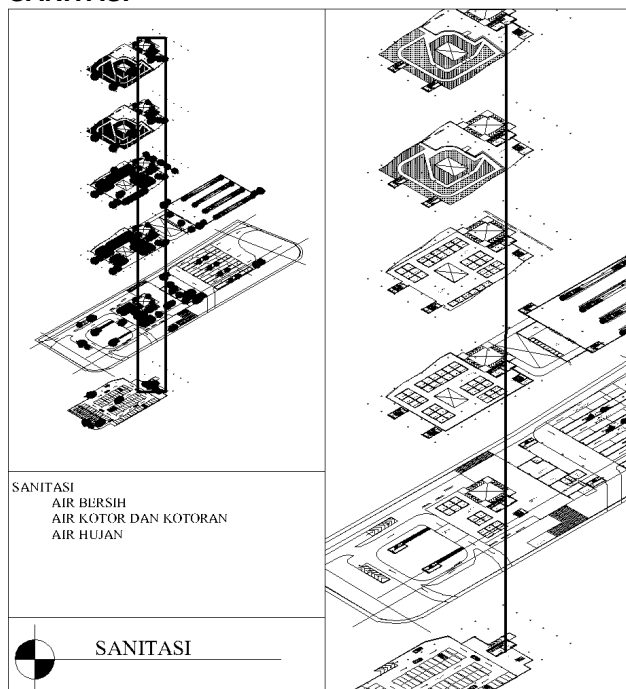 SANITASI
SANITASI
AIR BERSIH
AIR KOTOR DAN KOTORAN
AIR HUJAN
SANITASI